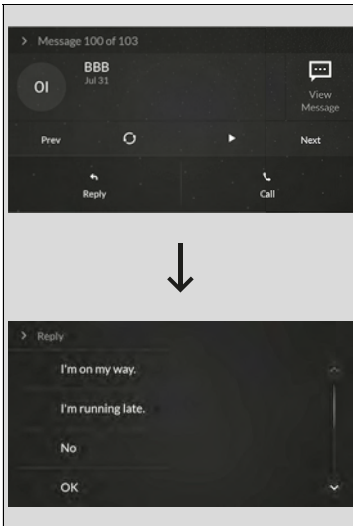 > Message 100 of 103
BBB
Jul 31
OI
View
Message
Prev
Next
Reply
Call
> Reply
I'm on my way.
I'm running late.
No
OK